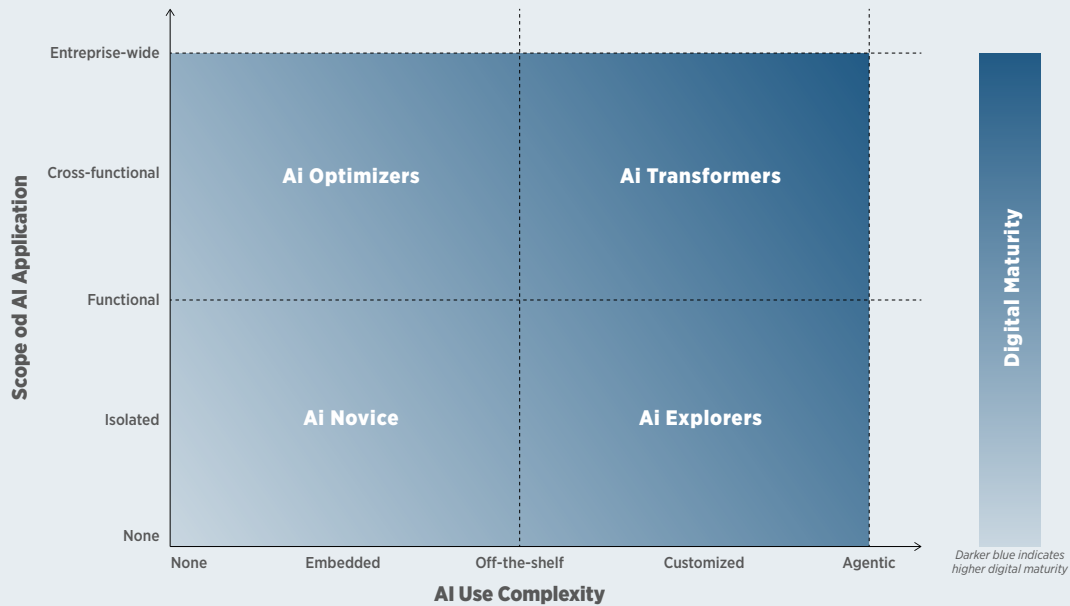 Entreprise-wide
Cross-functional
Functional
Isolated
None
Scope od AI Application
Ai Optimizers
Ai Transformers
Ai Novice
Ai Explorers
None
Embedded
Off-the-shelf
Customized
Agentic
AI Use Complexity
Digital Maturity
Darker blue indicates
higher digital maturity